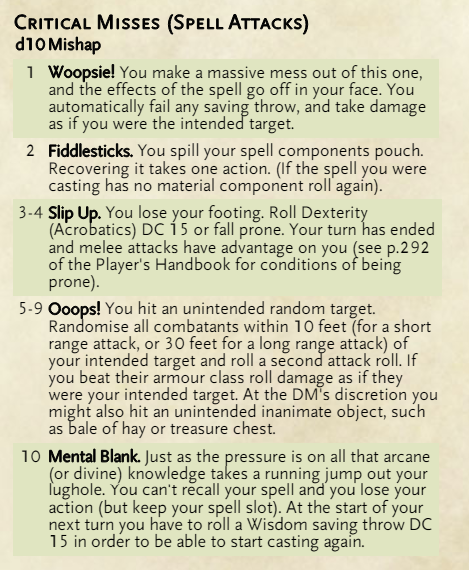 Critical Misses (Spell Attacks)
d10 Mishap
1 Woopsie! You make a massive mess out of this one,
and the effects of the spell go off in your face. You
automatically fail any saving throw, and take damage
as if you were the intended target.
2 Fiddlesticks. You spill your spell components pouch.
Recovering it takes one action. (If the spell you were
casting has no material component roll again).
3-4 Slip Up. You lose your footing. Roll Dexterity
(Acrobatics) DC 15 or fall prone. Your turn has ended
and melee attacks have advantage on you (see p.292
of the Player's Handbook for conditions of being
prone).
5-9 Ooops! You hit an unintended random target.
Randomise all combatants within 10 feet (for a short
range attack, or 30 feet for a long range attack) of
your intended target and roll a second attack roll. If
you beat their armour class roll damage as if they
were your intended target. At the DM's discretion you
might also hit an unintended inanimate object, such
as bale of hay or treasure chest.
10 Mental Blank. Just as the pressure is on all that arcane
(or divine) knowledge takes a running jump out your
lughole. You can't recall your spell and you lose your
action (but keep your spell slot). At the start of your
next turn you have to roll a Wisdom saving throw DC
15 in order to be able to start casting again.